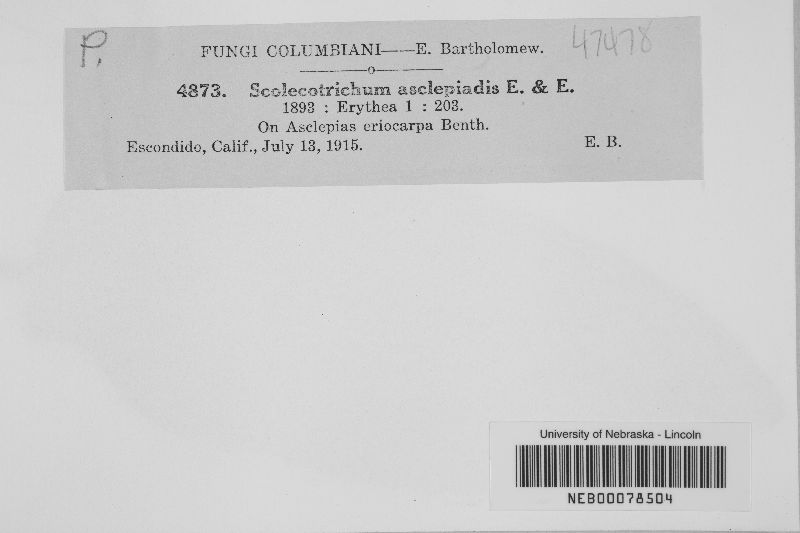 P.
47478
FUNGI COLUMBIANI——E. Bartholomew.
4873. Scolecotrichum asclepiadis E. & E.
1893 : Erythea 1 : 203.
On Asclepias eriocarpa Benth.
Escondido, Calif., July 13, 1915. E. B.
University of Nebraska - Lincoln
NEB00078504